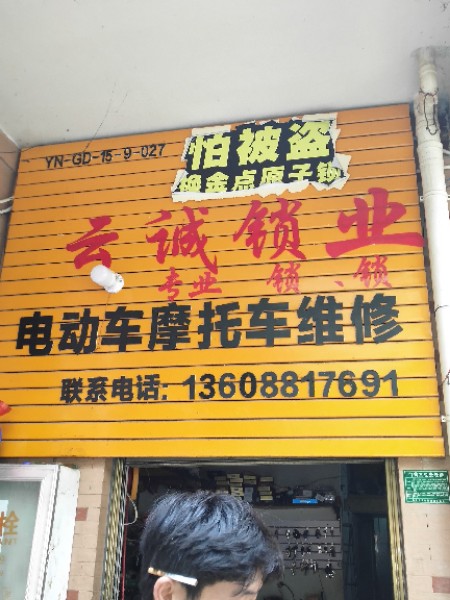 YN-GD-15-9-027
怕被盗
换金点原子锁
云诚锁业
专业 锁、锁
电动车摩托车维修
联系电话：13608817691
栓